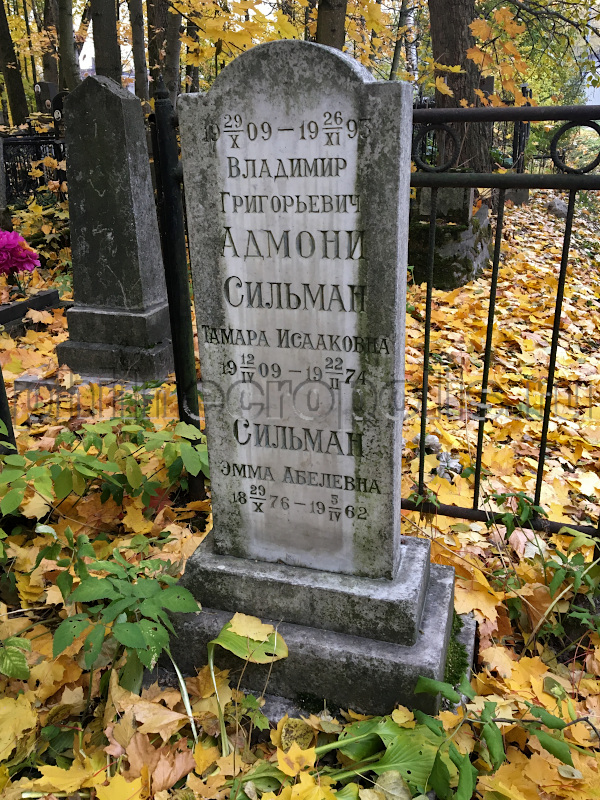 19 29/X 09 – 19 26/XI 93
ВЛАДИМИР
ГРИГОРЬЕВИЧ
АДМОНИ
СИЛЬМАН
ТАМАРА ИСААКОВНА
19 12/IV 09 – 19 22/II 74
СИЛЬМАН
ЭММА АБЕЛЕВНА
18 29/X 76 – 19 5/IV 62